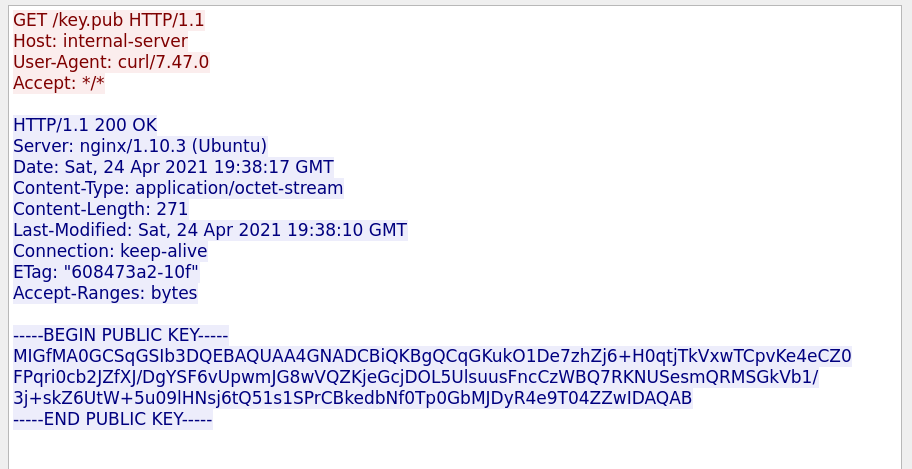 GET /key.pub HTTP/1.1
Host: internal-server
User-Agent: curl/7.47.0
Accept: */*
HTTP/1.1 200 OK
Server: nginx/1.10.3 (Ubuntu)
Date: Sat, 24 Apr 2021 19:38:17 GMT
Content-Type: application/octet-stream
Content-Length: 271
Last-Modified: Sat, 24 Apr 2021 19:38:10 GMT
Connection: keep-alive
ETag: "608473a2-10f"
Accept-Ranges: bytes
-----BEGIN PUBLIC KEY-----
MIGfMA0GCSqGSIb3DQEBAQUAA4GNADCBiQKBgQCqGKukO1De7zhZj6+H0qtjTkVxwTCpvKe4eCZ0
FPqri0cb2JZfXJ/DgYSF6vUpwmJG8wVQZKjeGcjDOL5UlsuusFncCzWBQ7RKNUSesmQRMSGkVb1/
3j+skZ6UtW+5u09lHNsj6tQ51s1SPrCBkedbNf0Tp0GbMJDyR4e9T04ZZwIDAQAB
-----END PUBLIC KEY-----